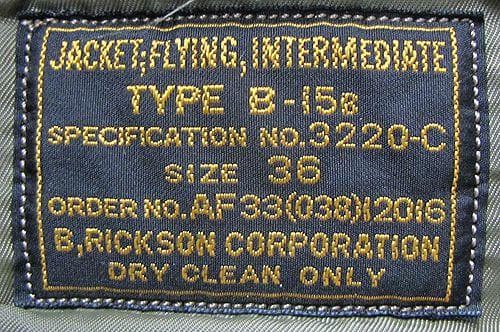 JACKET,FLYING, INTERMEDIATE
TYPE B-15B
SPECIFICATION NO.3220-C
SIZE 36
ORDER NO.AF33(038)12016
B,RICKSON CORPORATION
DRY CLEAN ONLY